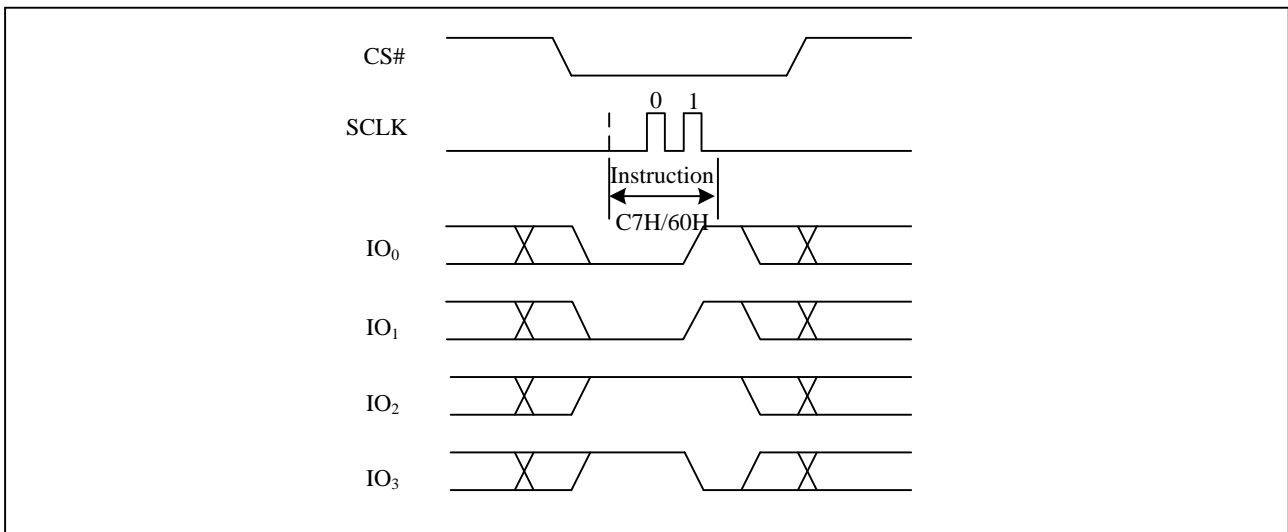 CS#
0 1
SCLK
Instruction
C7H/60H
IO₀
IO₁
IO₂
IO₃